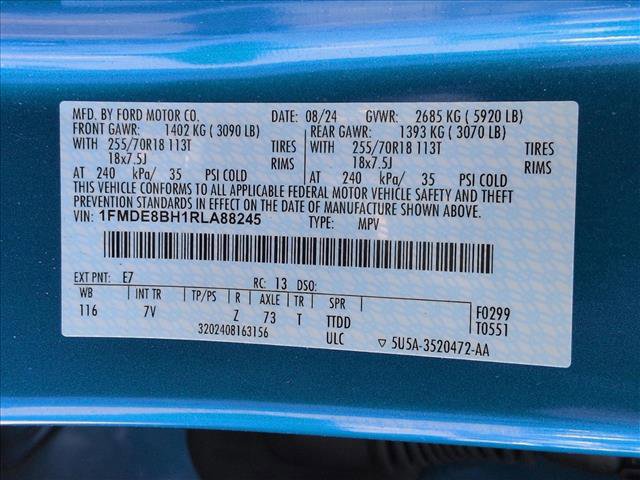 MFD. BY FORD MOTOR CO. DATE: 08/24 GVWR: 2685 KG (5920 LB)
FRONT GAWR: 1402 KG (3090 LB) REAR GAWR: 1393 KG (3070 LB)
WITH 255/70R18 113T TIRES WITH 255/70R18 113T TIRES
18x7.5J RIMS 18x7.5J RIMS
AT 240 kPa/ 35 PSI COLD AT 240 kPa/ 35 PSI COLD
THIS VEHICLE CONFORMS TO ALL APPLICABLE FEDERAL MOTOR VEHICLE SAFETY AND THEFT
PREVENTION STANDARDS IN EFFECT ON THE DATE OF MANUFACTURE SHOWN ABOVE.
VIN: 1FMDE8BH1RLA88245 TYPE: MPV
EXT PNT: E7 RC: 13 DSO:
WB INT TR TP/PS R AXLE TR SPR F0299
116 7V Z 73 T TTDD T0551
3202408163156 ULC ▽ 5U5A-3520472-AA